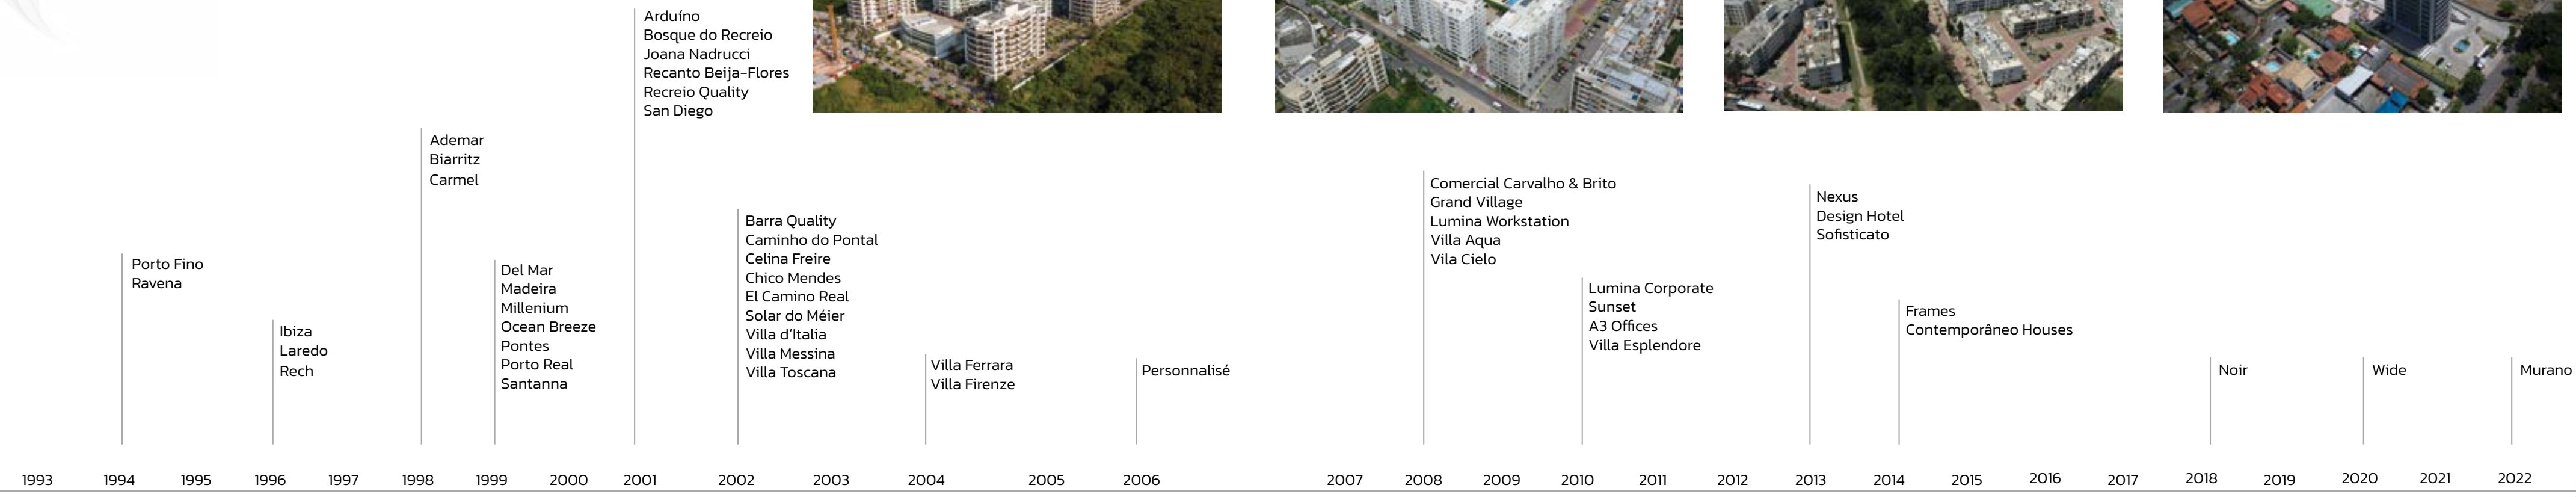 Arduíno
Bosque do Recreio
Joana Nadrucci
Recanto Beija-Flores
Recreio Quality
San Diego
Ademar
Biarritz
Carmel
Porto Fino
Ravena
Ibiza
Laredo
Rech
Del Mar
Madeira
Millenium
Ocean Breeze
Pontes
Porto Real
Santanna
Barra Quality
Caminho do Pontal
Celina Freire
Chico Mendes
El Camino Real
Solar do Méier
Villa d'Italia
Villa Messina
Villa Toscana
Villa Ferrara
Villa Firenze
Personnalisé
Comercial Carvalho & Brito
Grand Village
Lumina Workstation
Villa Aqua
Vila Cielo
Lumina Corporate
Sunset
A3 Offices
Villa Esplendore
Nexus
Design Hotel
Sofisticato
Frames
Contemporâneo Houses
Noir
Wide
Murano
1993 1994 1995 1996 1997 1998 1999 2000 2001 2002 2003 2004 2005 2006 2007 2008 2009 2010 2011 2012 2013 2014 2015 2016 2017 2018 2019 2020 2021 2022